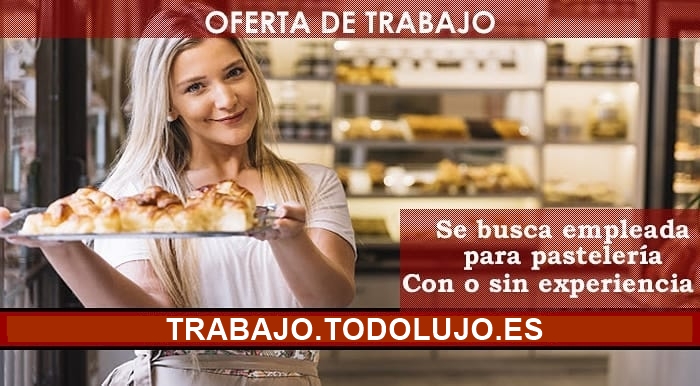 OFERTA DE TRABAJO
Se busca empleada
para pastelería
Con o sin experiencia
TRABAJO.TODOLUJO.ES